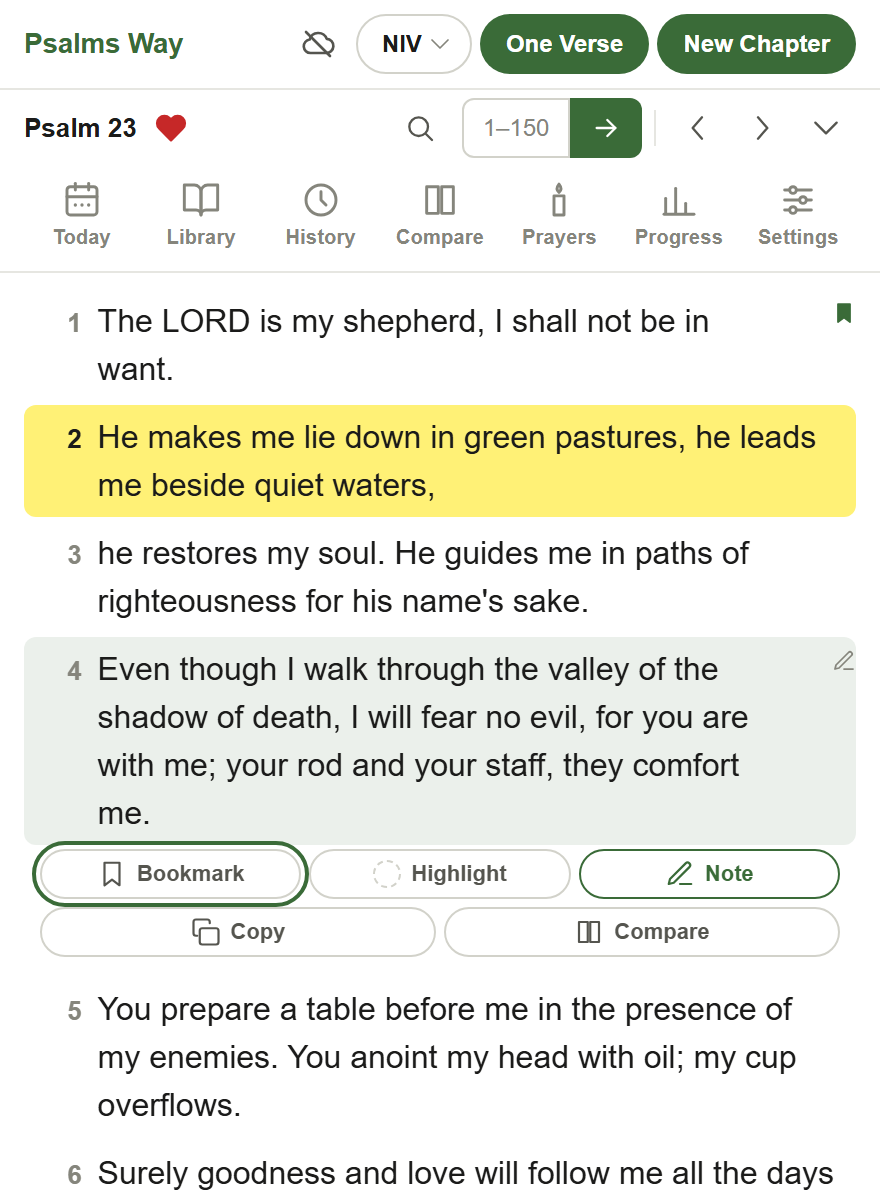 Psalms Way
NIV
One Verse
New Chapter
Psalm 23
1–150
Today
Library
History
Compare
Prayers
Progress
Settings
1 The LORD is my shepherd, I shall not be in
want.
2 He makes me lie down in green pastures, he leads
me beside quiet waters,
3 he restores my soul. He guides me in paths of
righteousness for his name's sake.
4 Even though I walk through the valley of the
shadow of death, I will fear no evil, for you are
with me; your rod and your staff, they comfort
me.
Bookmark
Highlight
Note
Copy
Compare
5 You prepare a table before me in the presence of
my enemies. You anoint my head with oil; my cup
overflows.
6 Surely goodness and love will follow me all the days